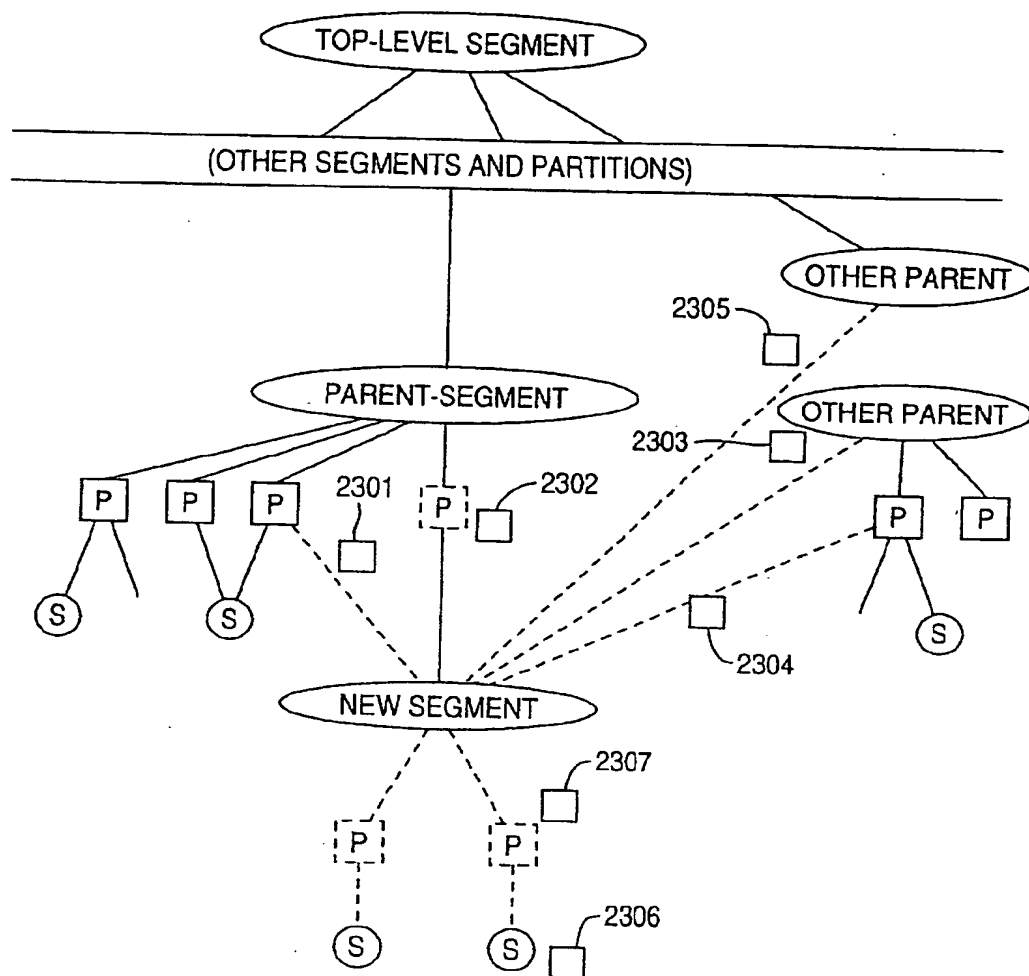 TOP-LEVEL SEGMENT
(OTHER SEGMENTS AND PARTITIONS)
OTHER PARENT
2305
PARENT-SEGMENT
OTHER PARENT
2303
P
P
P
2301
P
2302
P
P
S
S
2304
S
NEW SEGMENT
2307
P
P
2306
S
S